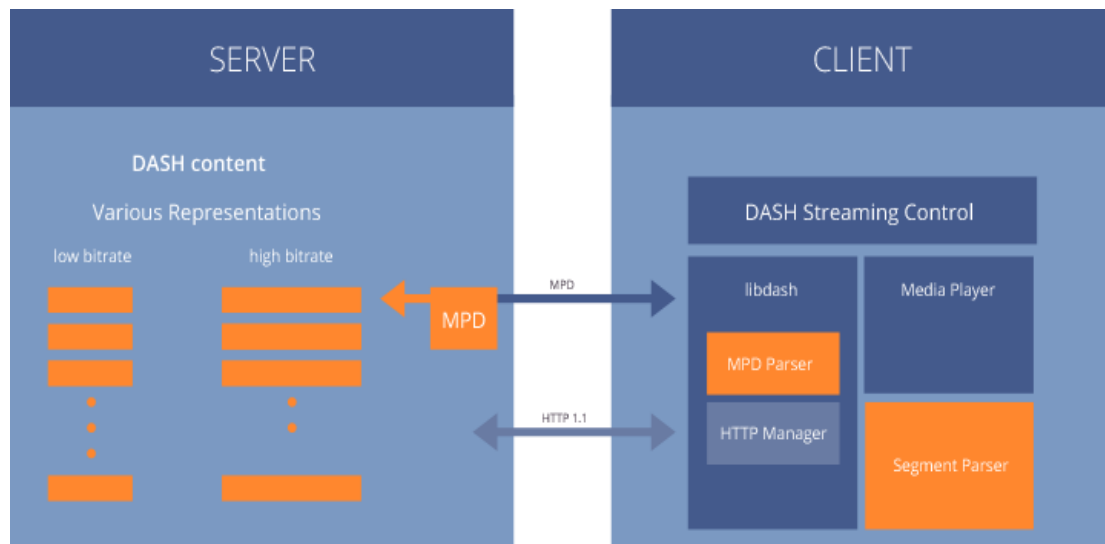 SERVER
DASH content
Various Representations
low bitrate
high bitrate
MPD
MPD
HTTP 1.1
CLIENT
DASH Streaming Control
libdash
MPD Parser
HTTP Manager
Media Player
Segment Parser